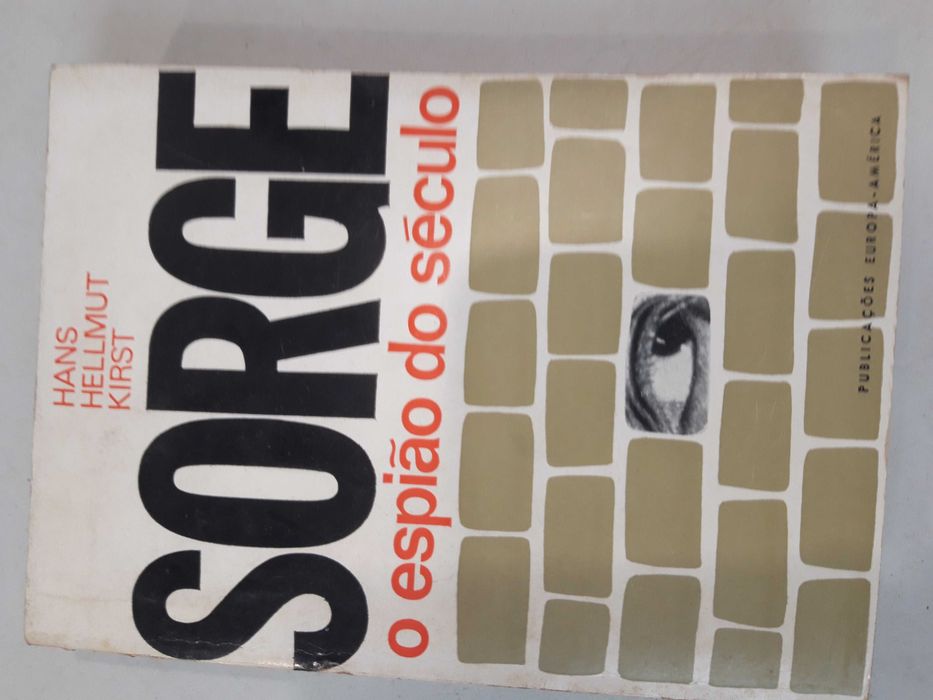 HANS
HELLMUT
KIRST
SORGE
o espião do século
PUBLICAÇÕES EUROPA-AMÉRICA